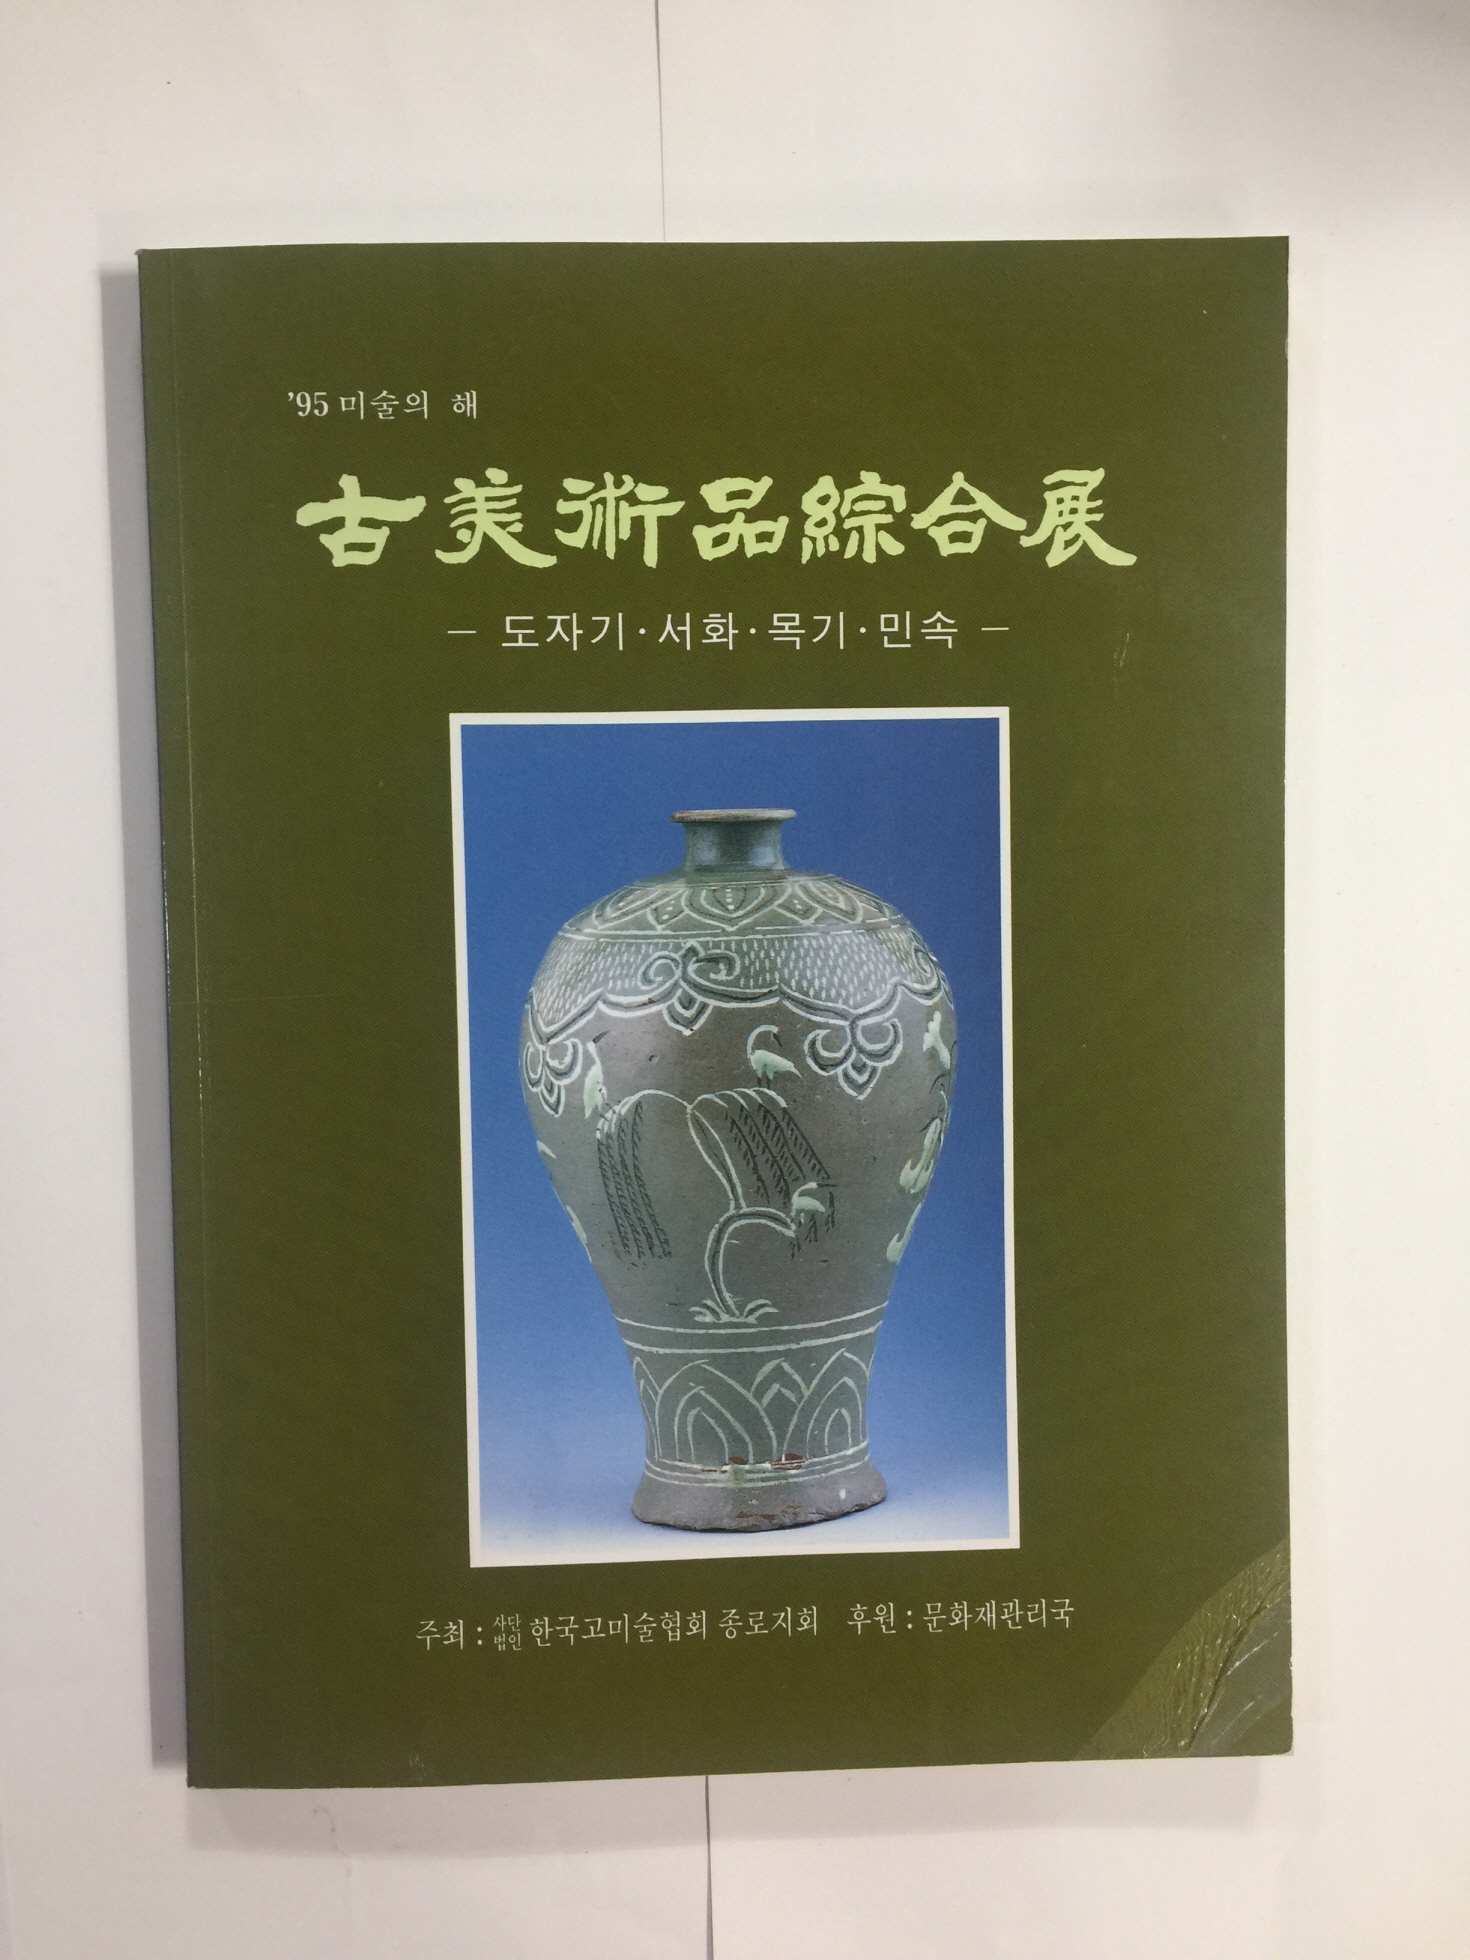 ’95 미술의 해
古美術品綜合展
– 도자기·서화·목기·민속 –
주최 : 사단법인 한국고미술협회 종로지회 후원 : 문화재관리국